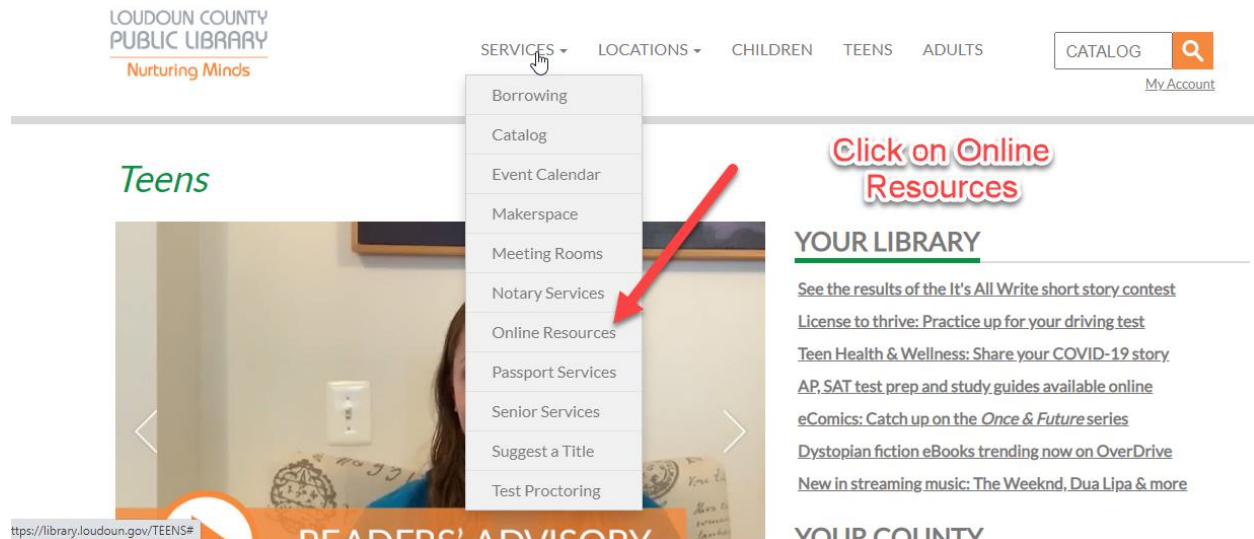 LOUDOUN COUNTY
PUBLIC LIBRARY
Nurturing Minds
SERVICES LOCATIONS CHILDREN TEENS ADULTS
CATALOG
My Account
Borrowing
Catalog
Event Calendar
Makerspace
Meeting Rooms
Notary Services
Online Resources
Passport Services
Senior Services
Suggest a Title
Test Proctoring
Click on Online
Resources
Teens
READERS' ADVISORY
YOUR LIBRARY
See the results of the It's All Write short story contest
License to thrive: Practice up for your driving test
Teen Health & Wellness: Share your COVID-19 story
AP, SAT test prep and study guides available online
eComics: Catch up on the Once & Future series
Dystopian fiction eBooks trending now on OverDrive
New in streaming music: The Weeknd, Dua Lipa & more
YOUR COUNTY
ttps://library.loudoun.gov/TEENS#